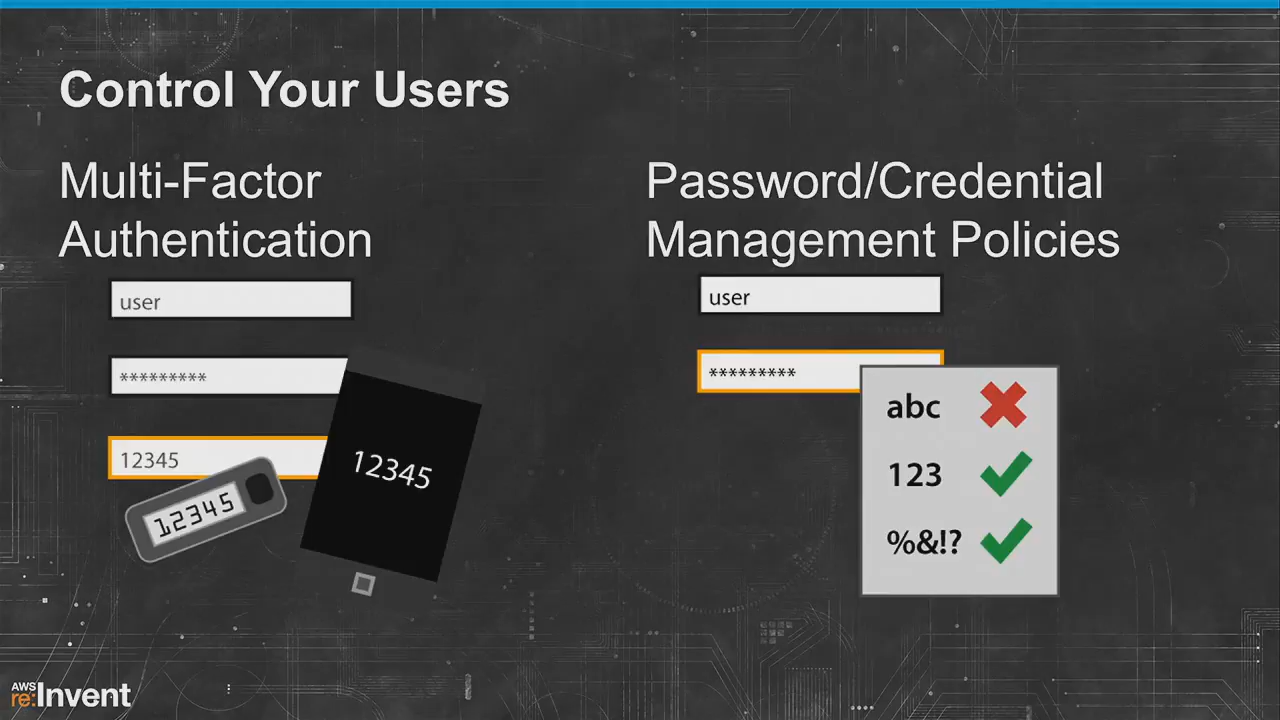 Control Your Users
Multi-Factor
Authentication
user
*********
12345
12345
12345
Password/Credential
Management Policies
user
*********
abc
123
%&!?
AWS
re:Invent